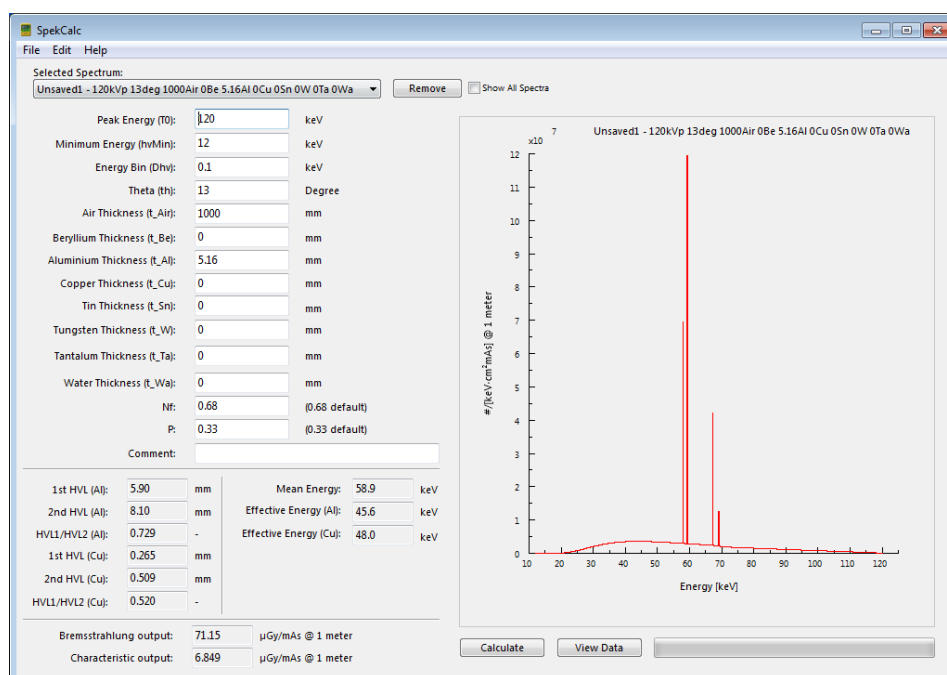 SpekCalc
File Edit Help
Selected Spectrum:
Unsaved1 - 120kVp 13deg 1000Air 0Be 5.16Al 0Cu 0Sn 0W 0Ta 0Wa
Remove
Show All Spectra
Peak Energy (T0): 120 keV
Minimum Energy (hvMin): 12 keV
Energy Bin (Dhv): 0.1 keV
Theta (th): 13 Degree
Air Thickness (t_Air): 1000 mm
Beryllium Thickness (t_Be): 0 mm
Aluminium Thickness (t_Al): 5.16 mm
Copper Thickness (t_Cu): 0 mm
Tin Thickness (t_Sn): 0 mm
Tungsten Thickness (t_W): 0 mm
Tantalum Thickness (t_Ta): 0 mm
Water Thickness (t_Wa): 0 mm
Nf: 0.68 (0.68 default)
P: 0.33 (0.33 default)
Comment:
1st HVL (Al): 5.90 mm
2nd HVL (Al): 8.10 mm
HVL1/HVL2 (Al): 0.729 -
1st HVL (Cu): 0.265 mm
2nd HVL (Cu): 0.509 mm
HVL1/HVL2 (Cu): 0.520 -
Mean Energy: 58.9 keV
Effective Energy (Al): 45.6 keV
Effective Energy (Cu): 48.0 keV
Bremsstrahlung output: 71.15 µGy/mAs @ 1 meter
Characteristic output: 6.849 µGy/mAs @ 1 meter
7
x10
Unsaved1 - 120kVp 13deg 1000Air 0Be 5.16Al 0Cu 0Sn 0W 0Ta 0Wa
12
11
10
9
8
7
6
5
4
3
2
1
0
#/[keV·cm²mAs] @ 1 meter
10 20 30 40 50 60 70 80 90 100 110 120
Energy [keV]
Calculate
View Data